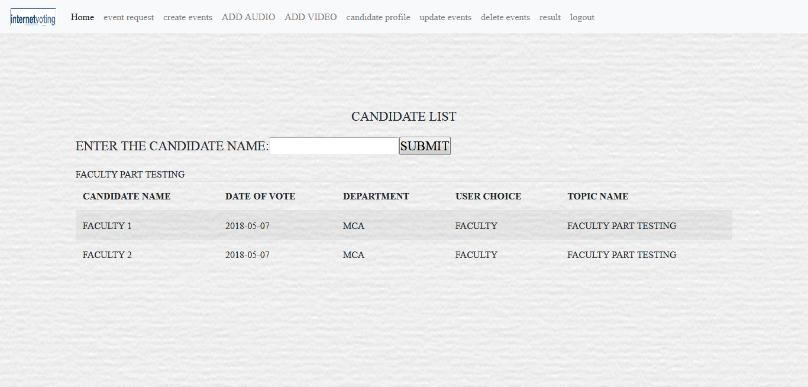 internetvoting Home event request create events ADD AUDIO ADD VIDEO candidate profile update events delete events result logout
CANDIDATE LIST
ENTER THE CANDIDATE NAME: SUBMIT
FACULTY PART TESTING
CANDIDATE NAME DATE OF VOTE DEPARTMENT USER CHOICE TOPIC NAME
FACULTY 1 2018-05-07 MCA FACULTY FACULTY PART TESTING
FACULTY 2 2018-05-07 MCA FACULTY FACULTY PART TESTING